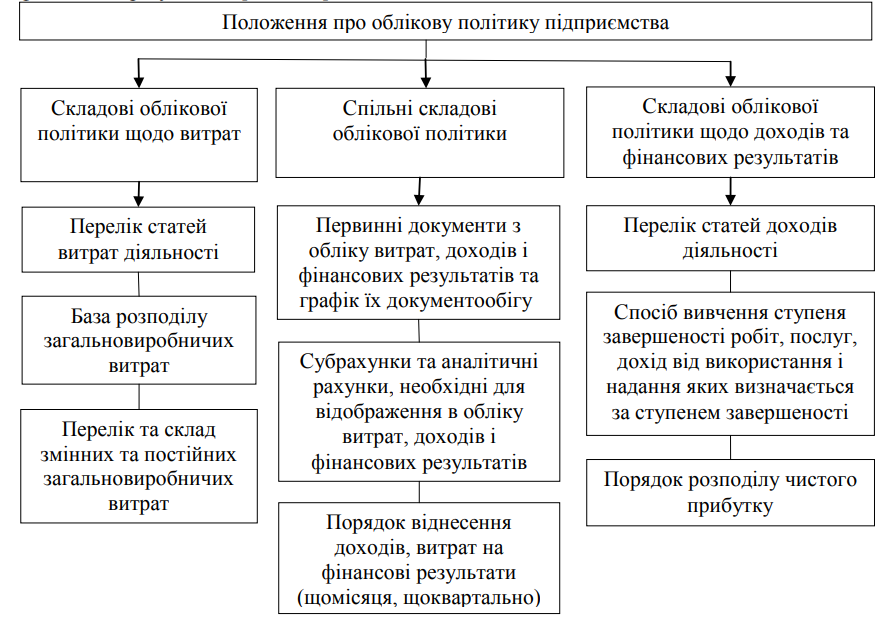 Положення про облікову політику підприємства
Складові облікової
політики щодо витрат
Перелік статей
витрат діяльності
База розподілу
загальновиробничих
витрат
Перелік та склад
змінних та постійних
загальновиробничих
витрат
Спільні складові
облікової політики
Первинні документи з
обліку витрат, доходів і
фінансових результатів та
графік їх документообігу
Субрахунки та аналітичні
рахунки, необхідні для
відображення в обліку
витрат, доходів і
фінансових результатів
Порядок віднесення
доходів, витрат на
фінансові результати
(щомісяця, щоквартально)
Складові облікової
політики щодо доходів та
фінансових результатів
Перелік статей доходів
діяльності
Спосіб вивчення ступеня
завершеності робіт, послуг,
дохід від використання і
надання яких визначається
за ступенем завершеності
Порядок розподілу чистого
прибутку